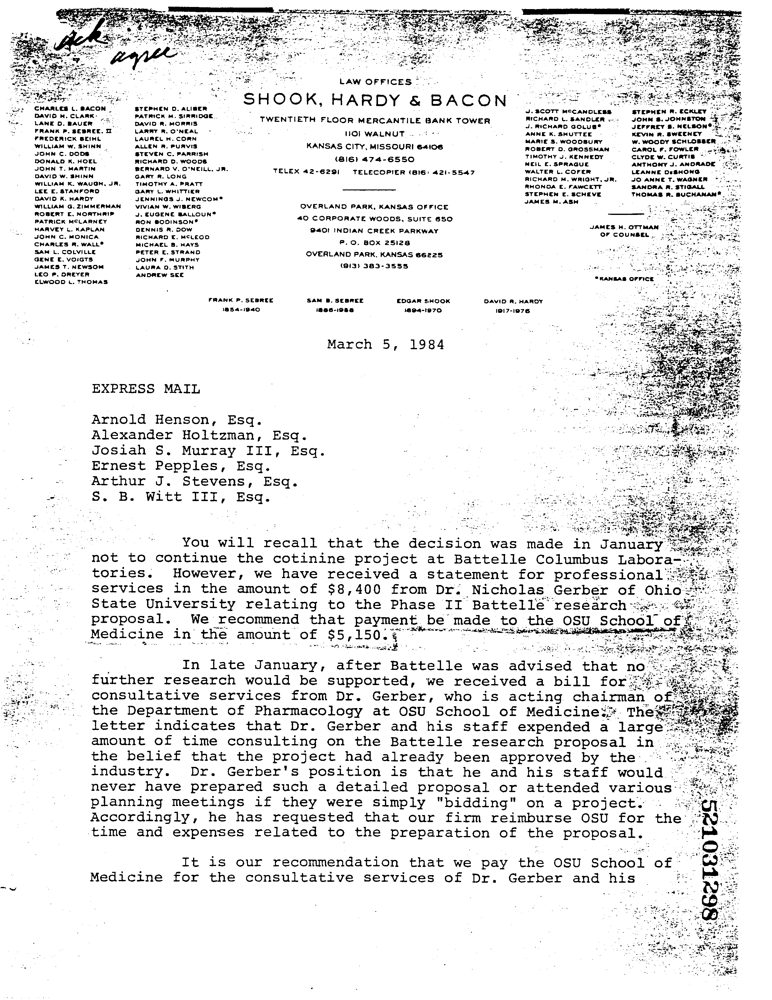 Ack
agree
LAW OFFICES
SHOOK, HARDY & BACON
TWENTIETH FLOOR MERCANTILE BANK TOWER
1101 WALNUT
KANSAS CITY, MISSOURI 64106
(816) 474-6550
TELEX 42-6291 TELECOPIER (816) 421-5547
OVERLAND PARK, KANSAS OFFICE
40 CORPORATE WOODS, SUITE 650
9401 INDIAN CREEK PARKWAY
P. O. BOX 25128
OVERLAND PARK, KANSAS 66225
(913) 383-3555
CHARLES L. BACON
DAVID H. CLARK
LANE D. BAUER
FRANK P. SEBREE, II
FREDERICK BEIHL
WILLIAM W. SHINN
JOHN C. DODS
DONALD K. HOEL
JOHN T. MARTIN
DAVID W. SHINN
WILLIAM K. WAUGH, JR.
LEE E. STANFORD
DAVID K. HARDY
WILLIAM G. ZIMMERMAN
ROBERT E. NORTHRIP
PATRICK McLARNEY
HARVEY L. KAPLAN
JOHN C. MONICA
CHARLES R. WALL*
SAM L. COLVILLE
GENE E. VOIGTS
JAMES T. NEWSOM
LEO P. DREYER
ELWOOD L. THOMAS
STEPHEN D. ALIBER
PATRICK M. SIRRIDGE
DAVID R. MORRIS
LARRY R. O'NEAL
LAUREL H. CORN
ALLEN R. PURVIS
STEVEN C. PARRISH
RICHARD D. WOODS
BERNARD V. O'NEILL, JR.
GARY R. LONG
TIMOTHY A. PRATT
GARY L. WHITTIER
JENNINGS J. NEWCOM*
VIVIAN W. WIBERG
J. EUGENE BALLOUN*
RON BODINSON*
DENNIS R. DOW
RICHARD E. McLEOD
MICHAEL B. HAYS
PETER E. STRAND
JOHN F. MURPHY
LAURA D. STITH
ANDREW SEE
J. SCOTT McCANDLESS
RICHARD L. SANDLER
J. RICHARD GOLUB*
ANNE K. SHUTTEE
MARIE S. WOODBURY
ROBERT D. GROSSMAN
TIMOTHY J. KENNEDY
NEIL E. SPRAGUE
WALTER L. COFER
RICHARD M. WRIGHT, JR.
RHONDA E. FAWCETT
STEPHEN E. SCHEVE
JAMES M. ASH
STEPHEN R. ECKLEY
JOHN S. JOHNSTON
JEFFREY S. NELSON*
KEVIN R. SWEENEY
W. WOODY SCHLOSSER
CAROL F. FOWLER
CLYDE W. CURTIS
ANTHONY J. ANDRADE
LEANNE DeSHONG
JO ANNE T. WAGNER
SANDRA R. STIGALL
THOMAS R. BUCHANAN*
JAMES H. OTTMAN
OF COUNSEL
*KANSAS OFFICE
FRANK P. SEBREE SAM B. SEBREE EDGAR SHOOK DAVID R. HARDY
1854-1940 1886-1968 1894-1970 1917-1976
March 5, 1984
EXPRESS MAIL
Arnold Henson, Esq.
Alexander Holtzman, Esq.
Josiah S. Murray III, Esq.
Ernest Pepples, Esq.
Arthur J. Stevens, Esq.
S. B. Witt III, Esq.
You will recall that the decision was made in January
not to continue the cotinine project at Battelle Columbus Labora-
tories. However, we have received a statement for professional
services in the amount of $8,400 from Dr. Nicholas Gerber of Ohio
State University relating to the Phase II Battelle research
proposal. We recommend that payment be made to the OSU School of
Medicine in the amount of $5,150.
In late January, after Battelle was advised that no
further research would be supported, we received a bill for
consultative services from Dr. Gerber, who is acting chairman of
the Department of Pharmacology at OSU School of Medicine. The
letter indicates that Dr. Gerber and his staff expended a large
amount of time consulting on the Battelle research proposal in
the belief that the project had already been approved by the
industry. Dr. Gerber's position is that he and his staff would
never have prepared such a detailed proposal or attended various
planning meetings if they were simply "bidding" on a project.
Accordingly, he has requested that our firm reimburse OSU for the
time and expenses related to the preparation of the proposal.
It is our recommendation that we pay the OSU School of
Medicine for the consultative services of Dr. Gerber and his
521031298